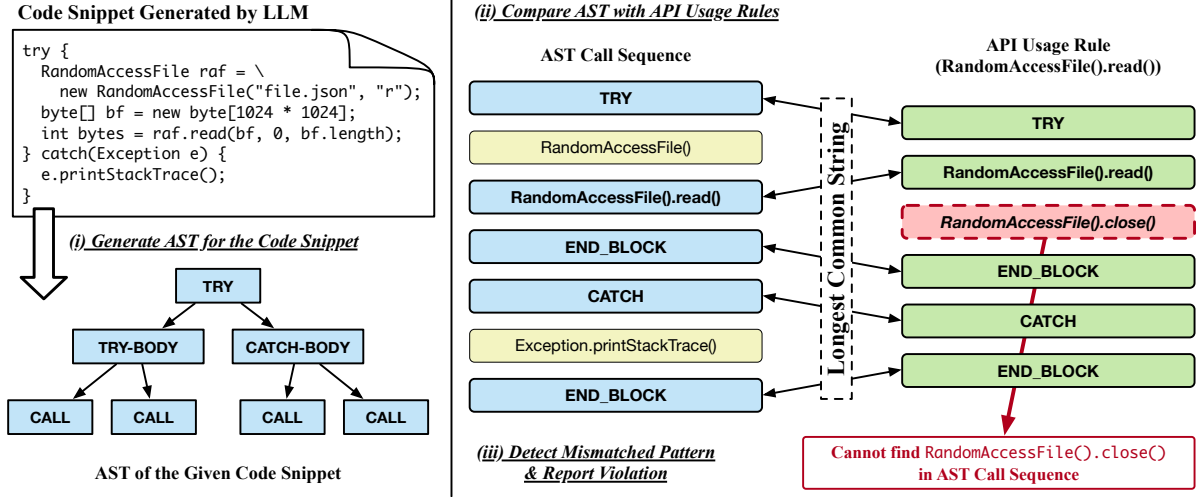 Code Snippet Generated by LLM
try {
RandomAccessFile raf = \
new RandomAccessFile("file.json", "r");
byte[] bf = new byte[1024 * 1024];
int bytes = raf.read(bf, 0, bf.length);
} catch(Exception e) {
e.printStackTrace();
}
(i) Generate AST for the Code Snippet
TRY
TRY-BODY
CATCH-BODY
CALL
CALL
CALL
CALL
AST of the Given Code Snippet
(ii) Compare AST with API Usage Rules
AST Call Sequence
TRY
RandomAccessFile()
RandomAccessFile().read()
END_BLOCK
CATCH
Exception.printStackTrace()
END_BLOCK
Longest Common String
API Usage Rule
(RandomAccessFile().read())
TRY
RandomAccessFile().read()
RandomAccessFile().close()
END_BLOCK
CATCH
END_BLOCK
(iii) Detect Mismatched Pattern
& Report Violation
Cannot find RandomAccessFile().close()
in AST Call Sequence